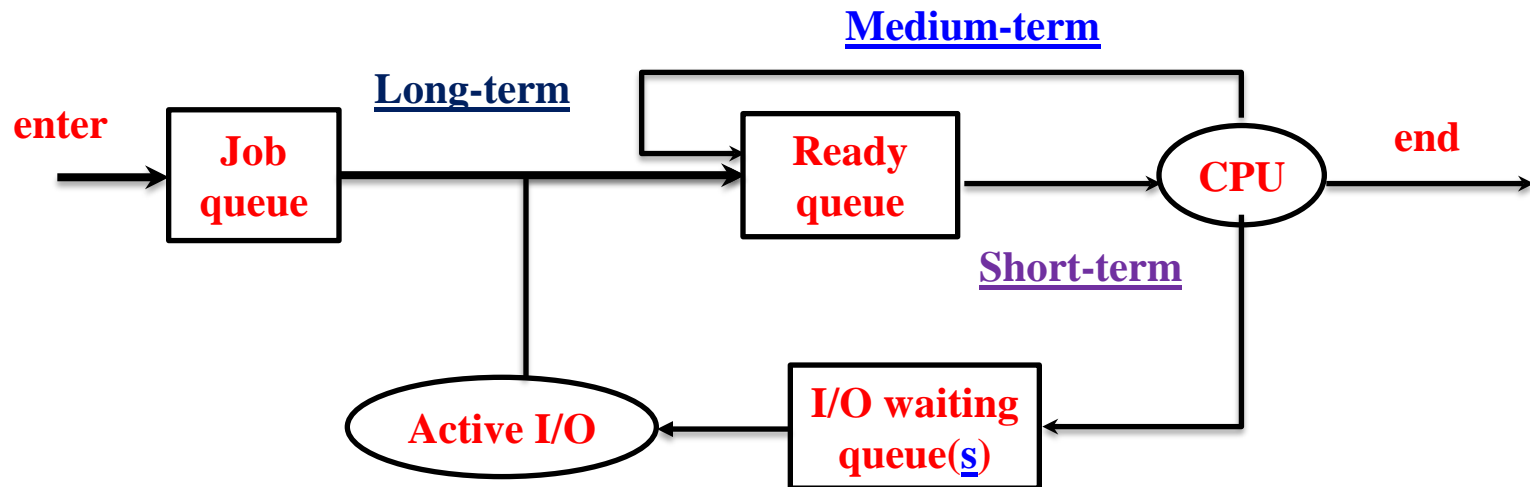 Medium-term
Long-term
enter
Job
queue
Ready
queue
CPU
end
Short-term
Active I/O
I/O waiting
queue(s)